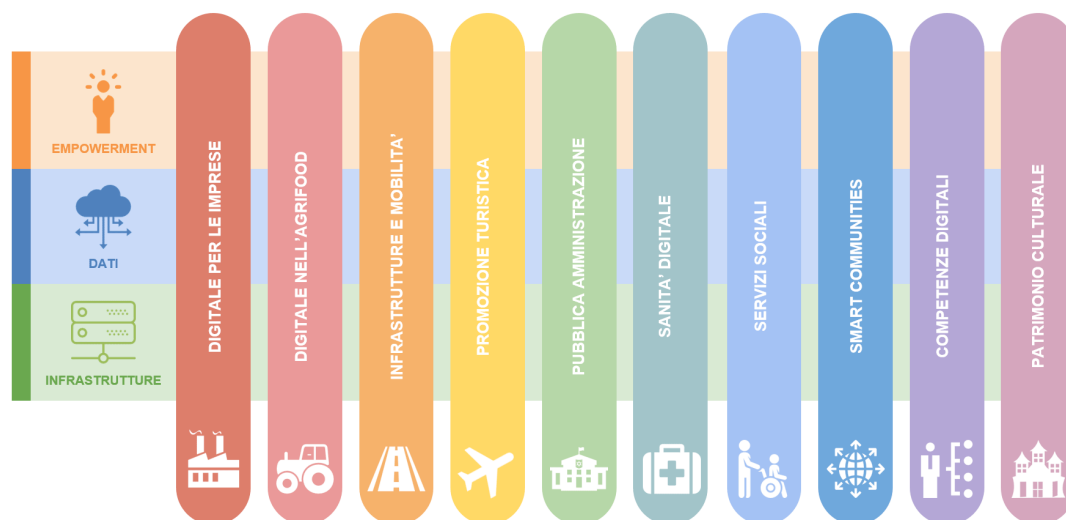 EMPOWERMENT
DATI
INFRASTRUTTURE
DIGITALE PER LE IMPRESE
DIGITALE NELL'AGRIFOOD
INFRASTRUTTURE E MOBILITA'
PROMOZIONE TURISTICA
PUBBLICA AMMINISTRAZIONE
SANITA' DIGITALE
SERVIZI SOCIALI
SMART COMMUNITIES
COMPETENZE DIGITALI
PATRIMONIO CULTURALE